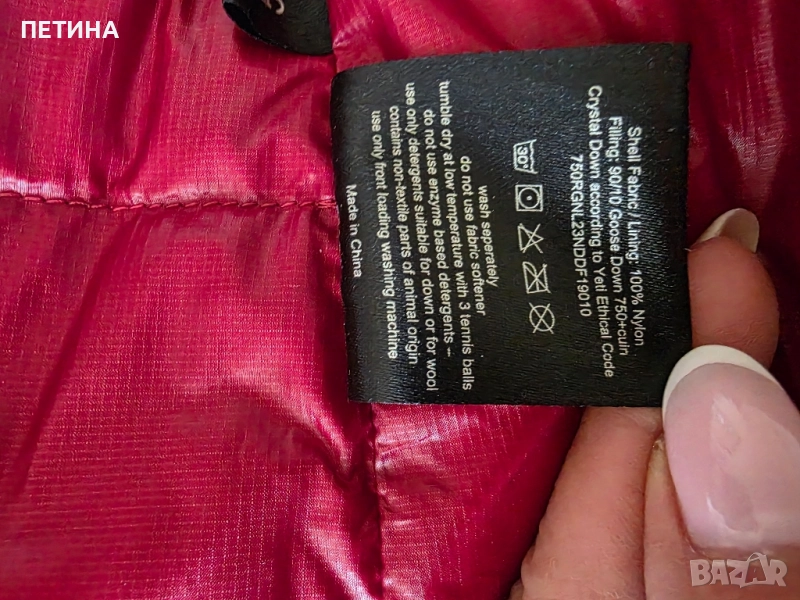 ПЕТИНА
Shell Fabric / Lining: 100% Nylon
Filling: 90/10 Goose Down 750+cuin
Crystal Down according to Yeti Ethical Code
750RGNL23NDDF19010
30°
wash seperately
do not use fabric softener
tumble dry at low temperature with 3 tennis balls
do not use enzyme based detergents –
use only detergents suitable for down or for wool
contains non-textile parts of animal origin
use only front loading washing machine
Made in China
BAZAR